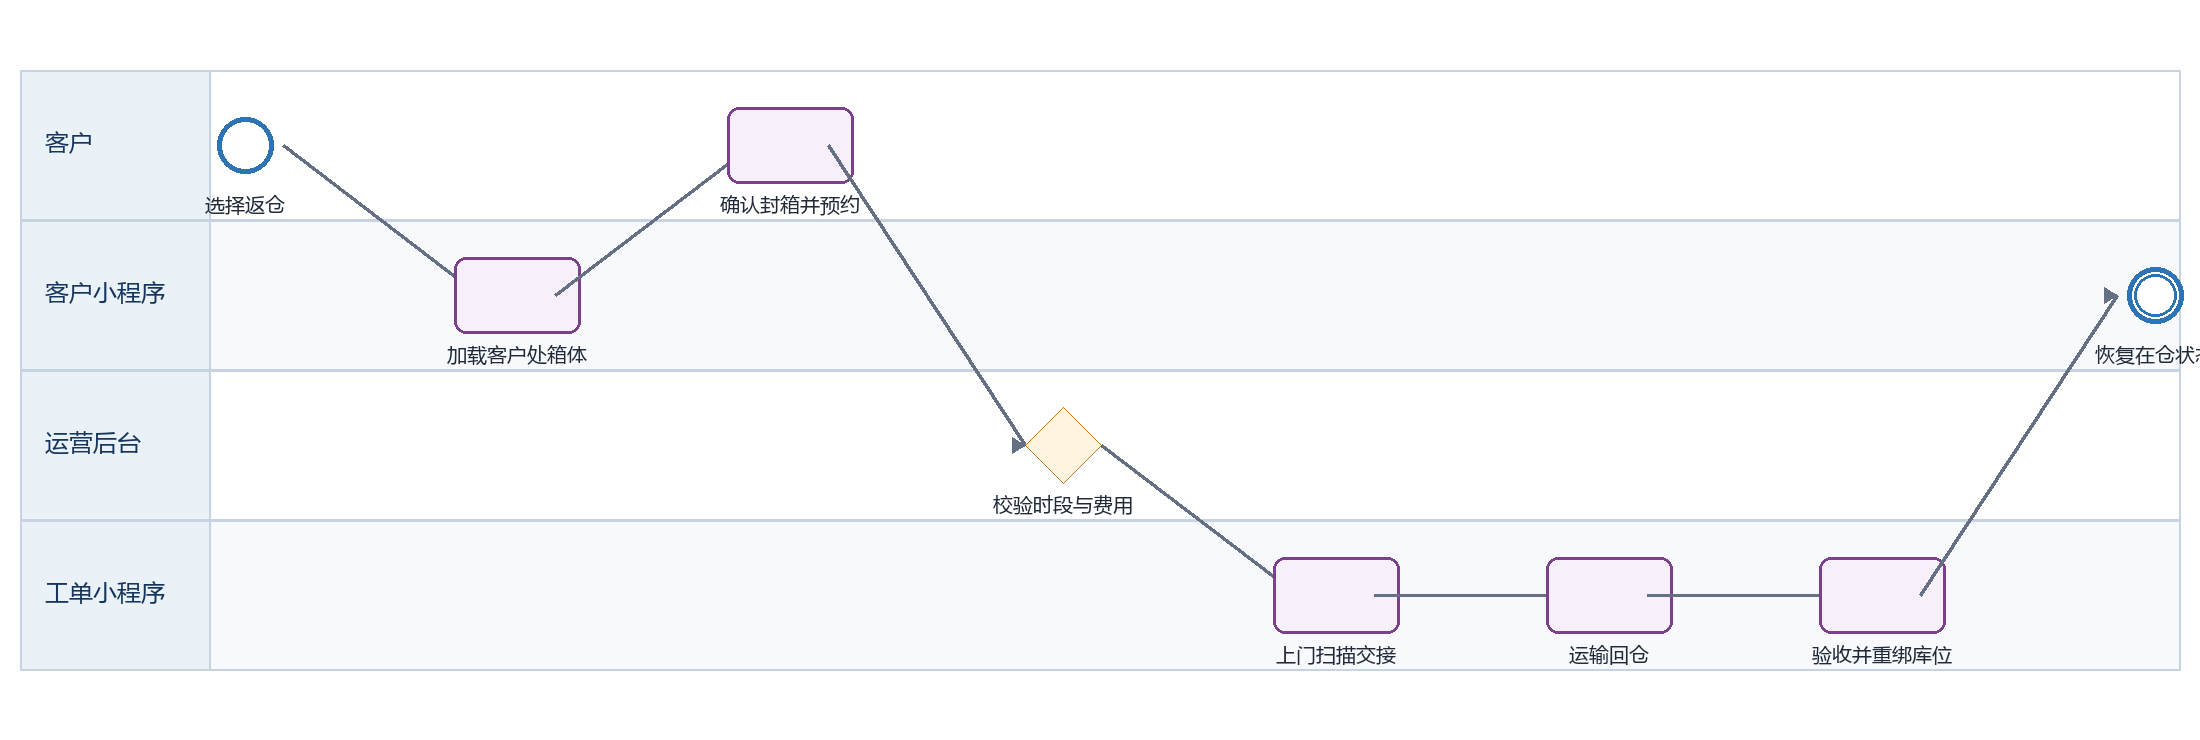 客户
选择返仓
确认封箱并预约
客户小程序
加载客户处箱体
恢复在仓状
运营后台
校验时段与费用
工单小程序
上门扫描交接
运输回仓
验收并重绑库位